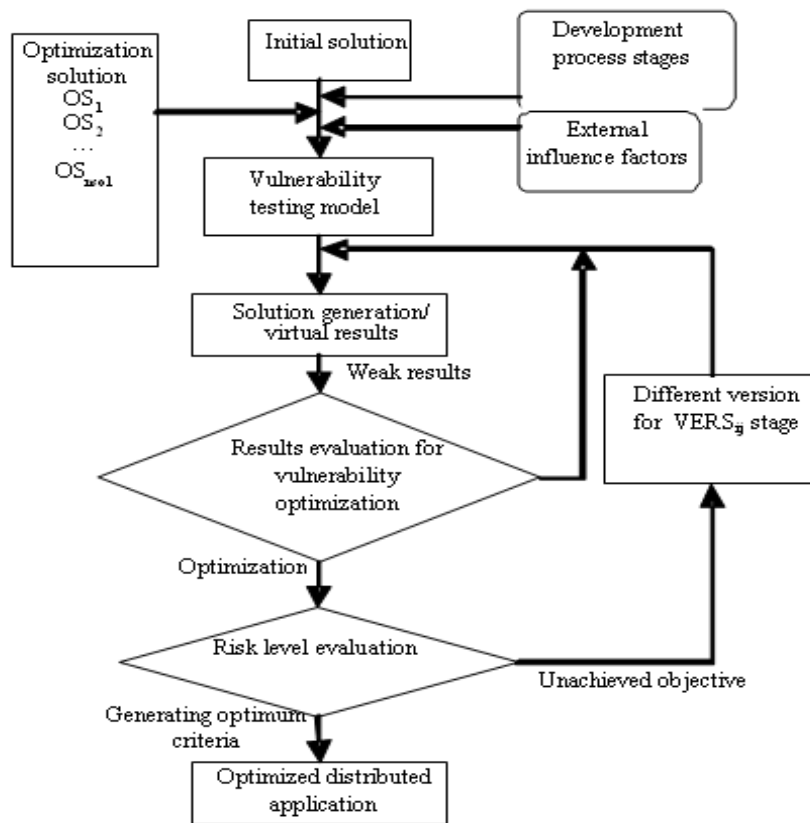 Optimization
solution
OS1
OS2
...
OSnsol
Initial solution
Development
process stages
External
influence factors
Vulnerability
testing model
Solution generation/
virtual results
Weak results
Different version
for VERSij stage
Results evaluation for
vulnerability
optimization
Optimization
Risk level evaluation
Unachieved objective
Generating optimum
criteria
Optimized distributed
application